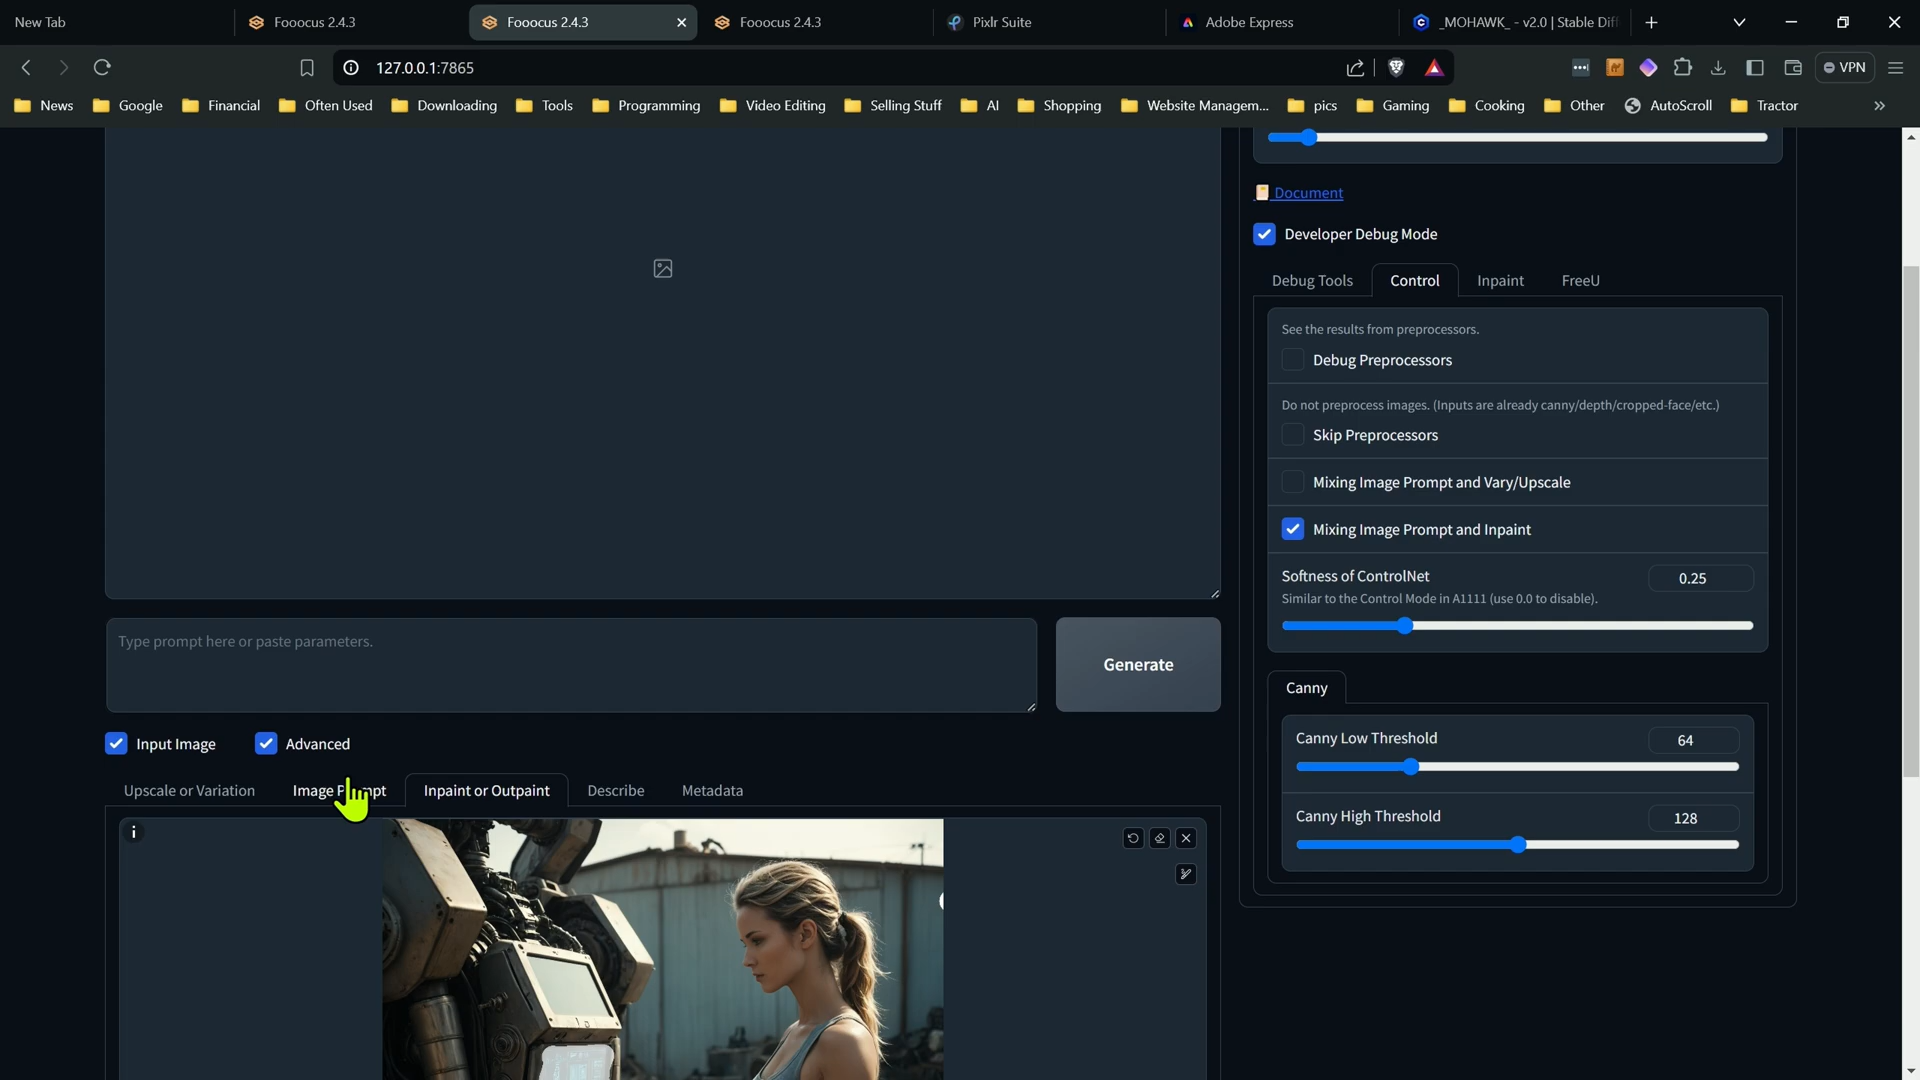 New Tab
Fooocus 2.4.3
Fooocus 2.4.3
Fooocus 2.4.3
Pixlr Suite
Adobe Express
_MOHAWK_ - v2.0 | Stable Diff
127.0.0.1:7865
VPN
News
Google
Financial
Often Used
Downloading
Tools
Programming
Video Editing
Selling Stuff
AI
Shopping
Website Managem...
pics
Gaming
Cooking
Other
AutoScroll
Tractor
Document
Developer Debug Mode
Debug Tools
Control
Inpaint
FreeU
See the results from preprocessors.
Debug Preprocessors
Do not preprocess images. (Inputs are already canny/depth/cropped-face/etc.)
Skip Preprocessors
Mixing Image Prompt and Vary/Upscale
Mixing Image Prompt and Inpaint
Softness of ControlNet
0.25
Similar to the Control Mode in A1111 (use 0.0 to disable).
Type prompt here or paste parameters.
Generate
Canny
Canny Low Threshold
64
Canny High Threshold
128
Input Image
Advanced
Upscale or Variation
Image Prompt
Inpaint or Outpaint
Describe
Metadata